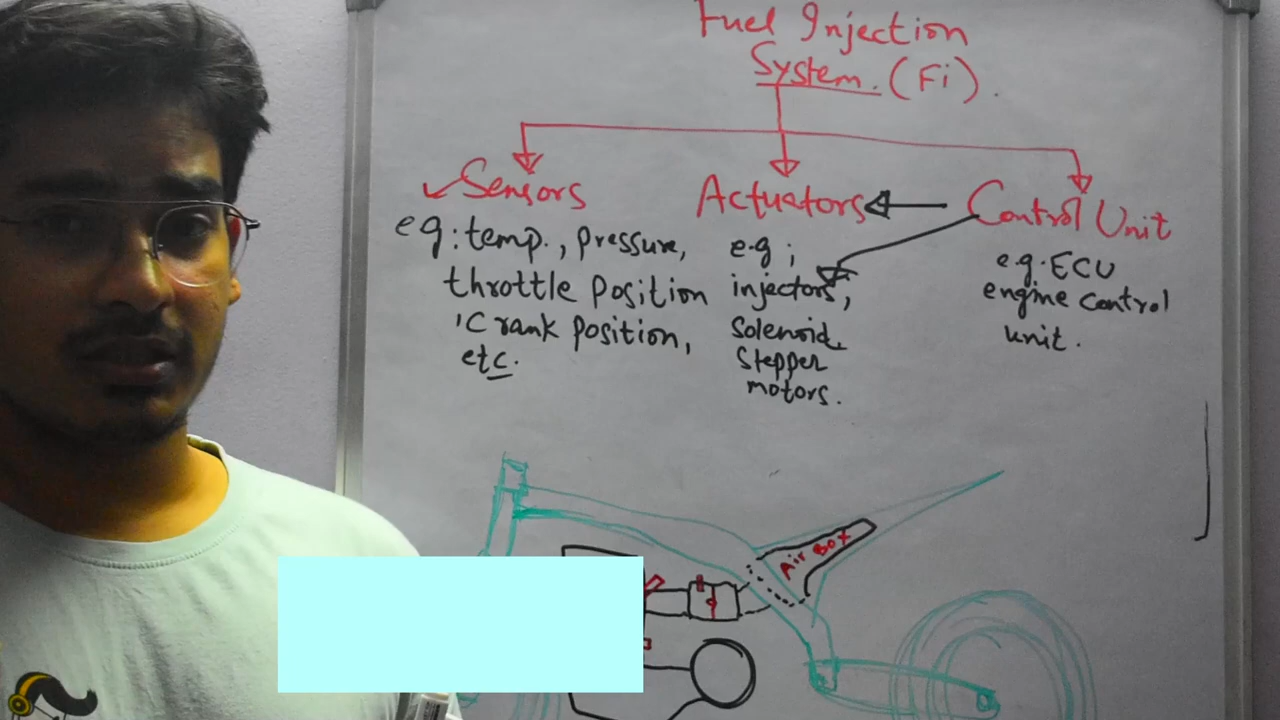 Fuel Injection
System. (Fi).
Sensors
e.g: temp., pressure,
throttle position
, Crank position,
etc.
Actuators
e.g;
injectors,
Solenoid,
Stepper
motors.
Control Unit
e.g. ECU
engine control
unit.
Air Box